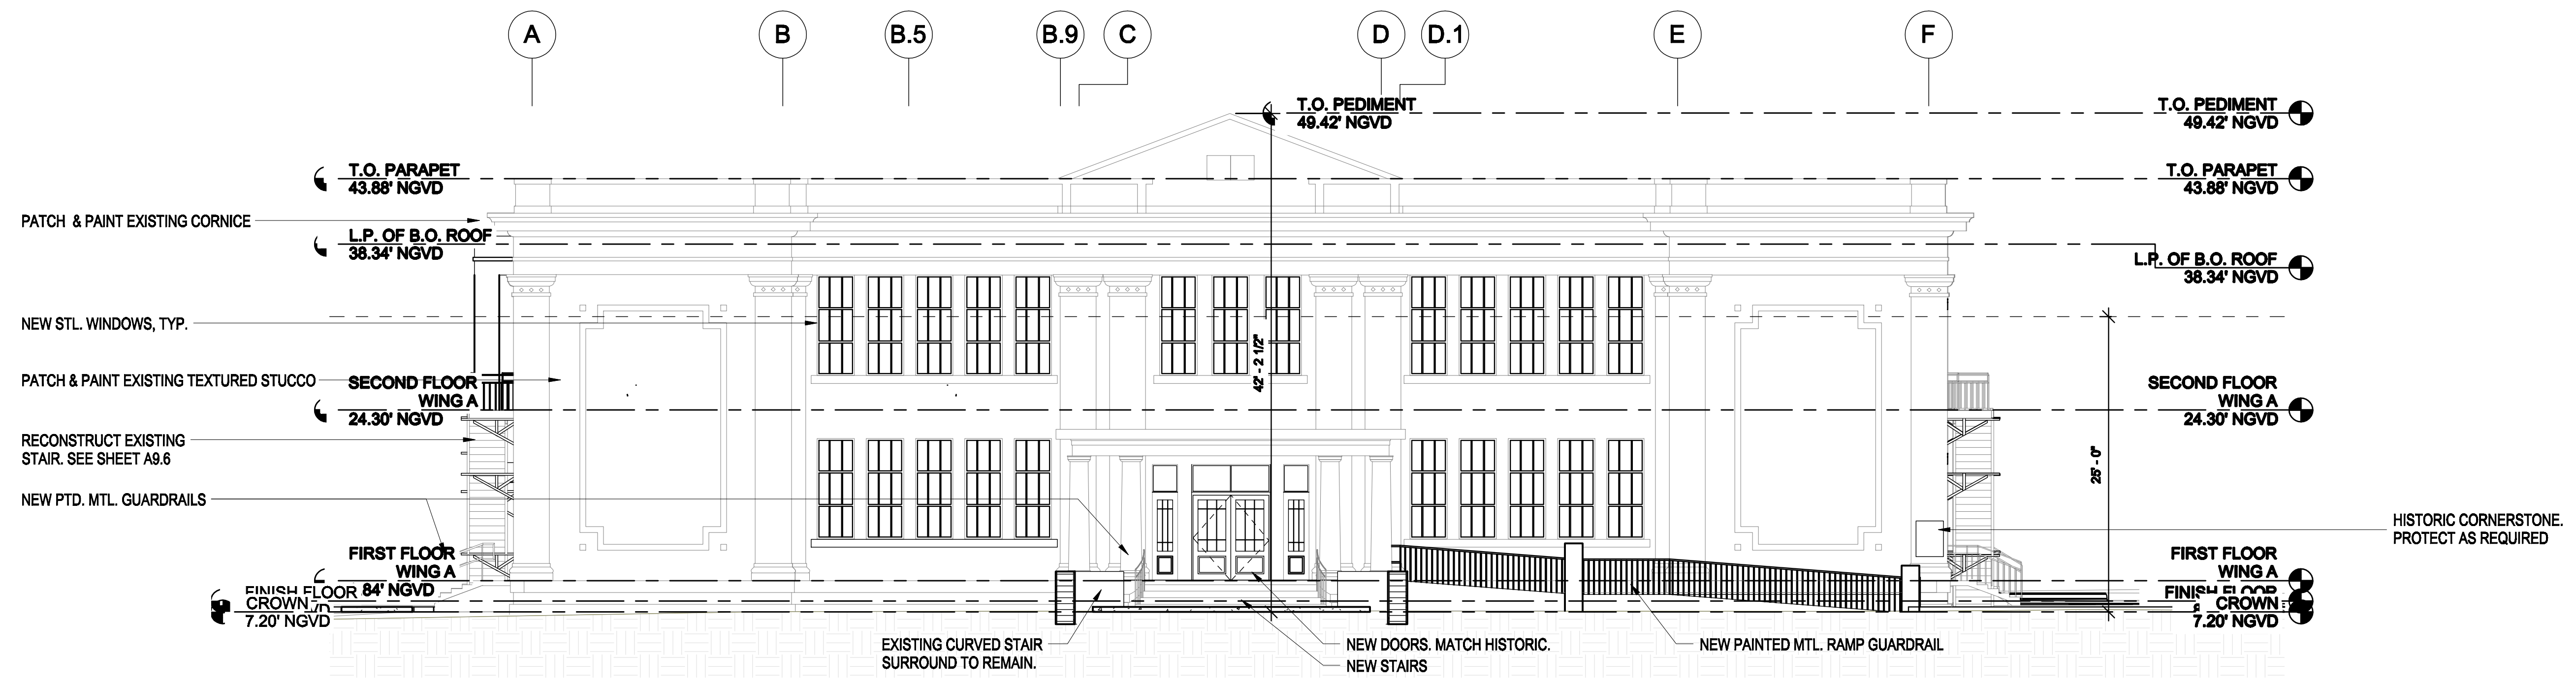 A
B
B.5
B.9
C
D
D.1
E
F
T.O. PEDIMENT
49.42' NGVD
T.O. PEDIMENT
49.42' NGVD
T.O. PARAPET
43.88' NGVD
T.O. PARAPET
43.88' NGVD
PATCH & PAINT EXISTING CORNICE
L.P. OF B.O. ROOF
38.34' NGVD
L.P. OF B.O. ROOF
38.34' NGVD
NEW STL. WINDOWS, TYP.
42' - 2 1/2"
PATCH & PAINT EXISTING TEXTURED STUCCO
SECOND FLOOR
WING A
24.30' NGVD
SECOND FLOOR
WING A
24.30' NGVD
RECONSTRUCT EXISTING
STAIR. SEE SHEET A9.6
25' - 0"
NEW PTD. MTL. GUARDRAILS
HISTORIC CORNERSTONE.
PROTECT AS REQUIRED
FIRST FLOOR
WING A
84' NGVD
FIRST FLOOR
WING A
FINISH FLOOR
CROWN
7.20' NGVD
FINISH FLOOR
CROWN
7.20' NGVD
EXISTING CURVED STAIR
SURROUND TO REMAIN.
NEW DOORS. MATCH HISTORIC.
NEW STAIRS
NEW PAINTED MTL. RAMP GUARDRAIL